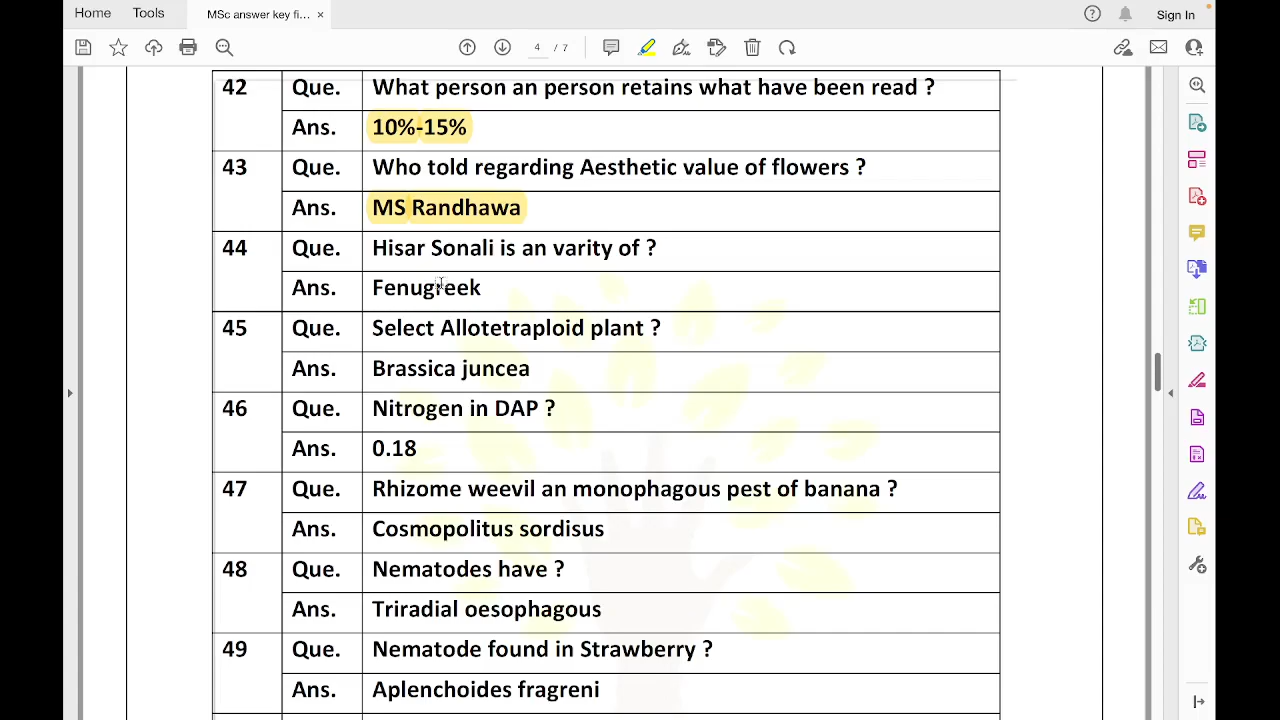 Home Tools MSc answer key fi... × Sign In
4 / 7
42 Que. What person an person retains what have been read ?
Ans. 10%-15%
43 Que. Who told regarding Aesthetic value of flowers ?
Ans. MS Randhawa
44 Que. Hisar Sonali is an varity of ?
Ans. Fenugreek
45 Que. Select Allotetraploid plant ?
Ans. Brassica juncea
46 Que. Nitrogen in DAP ?
Ans. 0.18
47 Que. Rhizome weevil an monophagous pest of banana ?
Ans. Cosmopolitus sordisus
48 Que. Nematodes have ?
Ans. Triradial oesophagous
49 Que. Nematode found in Strawberry ?
Ans. Aplenchoides fragreni